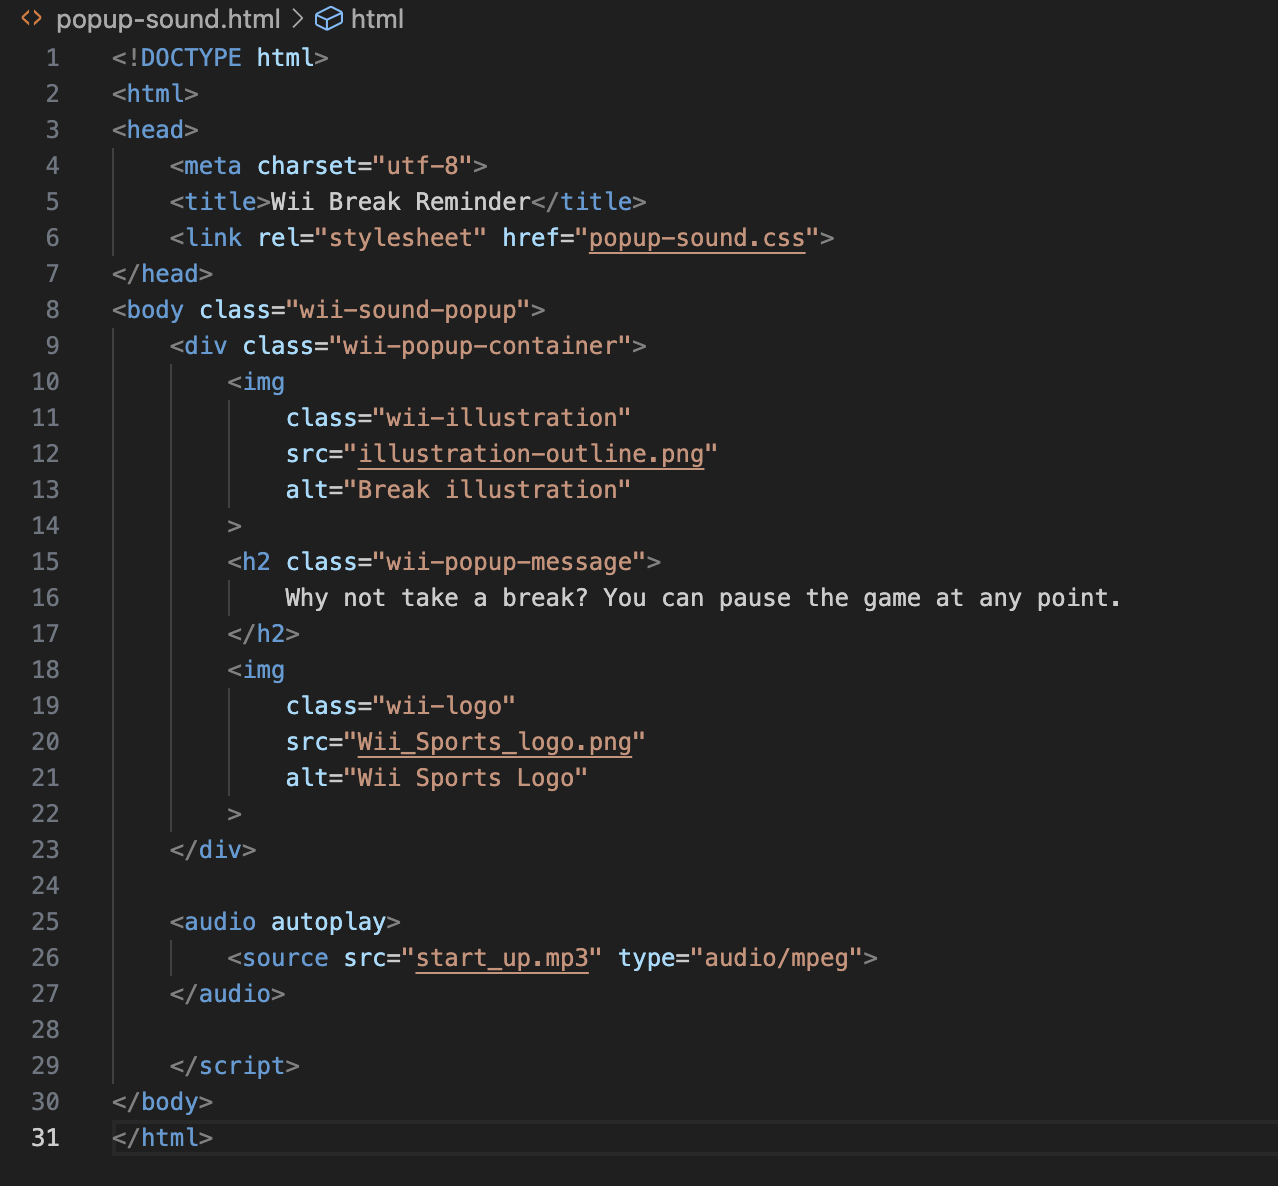 popup-sound.html > html
1 <!DOCTYPE html>
2 <html>
3 <head>
4     <meta charset="utf-8">
5     <title>Wii Break Reminder</title>
6     <link rel="stylesheet" href="popup-sound.css">
7 </head>
8 <body class="wii-sound-popup">
9     <div class="wii-popup-container">
10         <img
11             class="wii-illustration"
12             src="illustration-outline.png"
13             alt="Break illustration"
14         >
15         <h2 class="wii-popup-message">
16             Why not take a break? You can pause the game at any point.
17         </h2>
18         <img
19             class="wii-logo"
20             src="Wii_Sports_logo.png"
21             alt="Wii Sports Logo"
22         >
23     </div>
24
25     <audio autoplay>
26         <source src="start_up.mp3" type="audio/mpeg">
27     </audio>
28
29     </script>
30 </body>
31 </html>